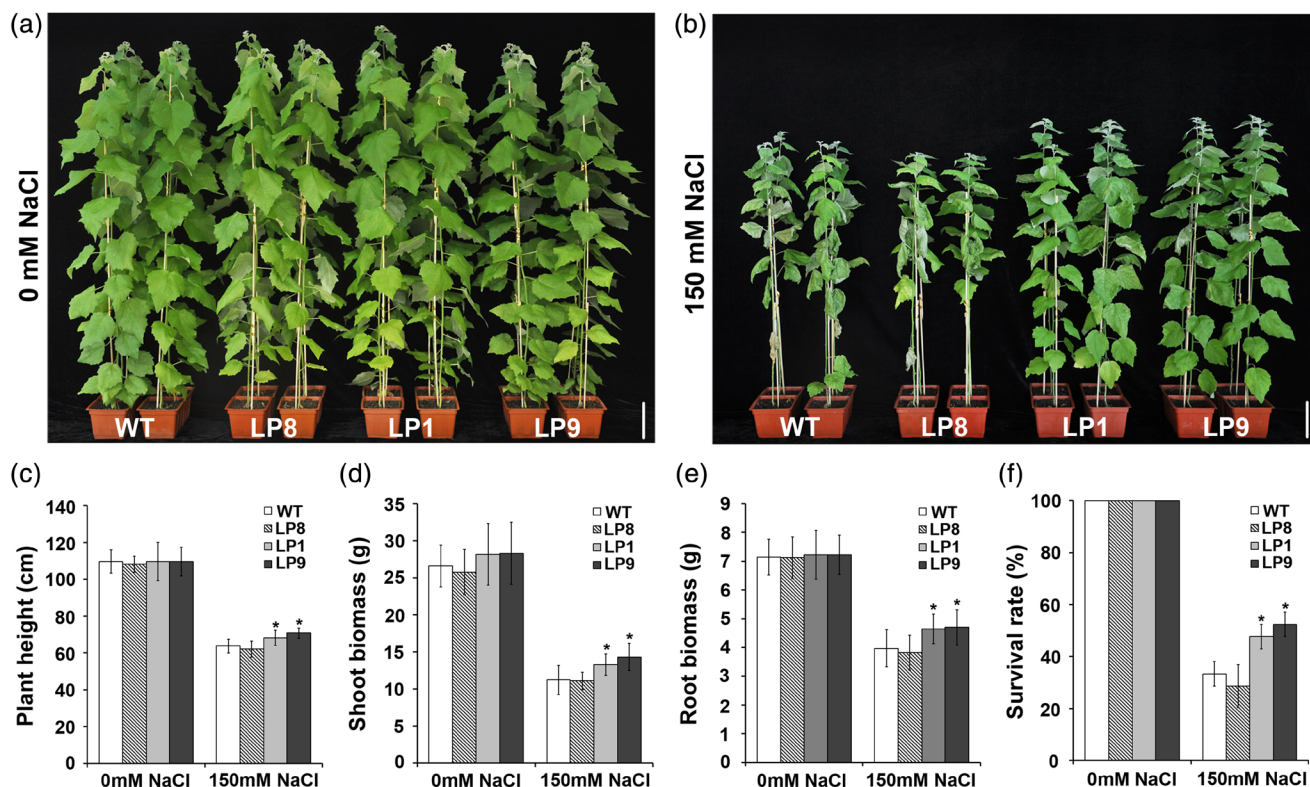 (a)
0 mM NaCl
WT LP8 LP1 LP9
(b)
150 mM NaCl
WT LP8 LP1 LP9
(c)
Plant height (cm)
140
120
100
80
60
40
20
0
WT
LP8
LP1
LP9
* *
0mM NaCl 150mM NaCl
(d)
Shoot biomass (g)
35
30
25
20
15
10
5
0
WT
LP8
LP1
LP9
* *
0mM NaCl 150mM NaCl
(e)
Root biomass (g)
9
8
7
6
5
4
3
2
1
0
WT
LP8
LP1
LP9
* *
0mM NaCl 150mM NaCl
(f)
Survival rate (%)
100
80
60
40
20
0
WT
LP8
LP1
LP9
* *
0mM NaCl 150mM NaCl